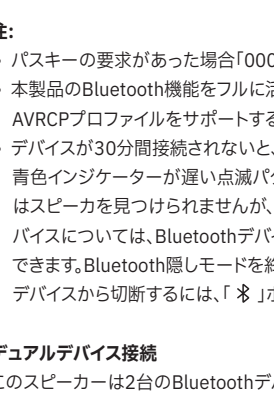 注:
• パスキーの要求があった場合「000
• 本製品のBluetooth機能をフルに活
AVRCPプロファイルをサポートする
• デバイスが30分間接続されないと、
青色インジケーターが遅い点滅パタ
はスピーカを見つけられませんが、
バイスについては、Bluetoothデバイ
できます。Bluetooth隠しモードを終
デバイスから切断するには、「 」ボ
デュアルデバイス接続
このスピーカーは2台のBluetoothデバ